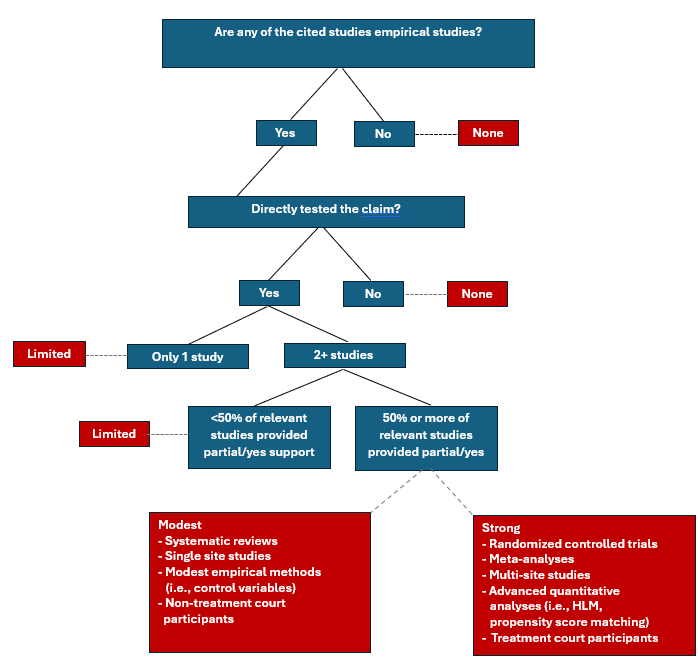 Are any of the cited studies empirical studies?
Yes
No
None
Directly tested the claim?
Yes
No
None
Limited
Only 1 study
2+ studies
Limited
<50% of relevant
studies provided
partial/yes support
50% or more of
relevant studies
provided partial/yes
Modest
- Systematic reviews
- Single site studies
- Modest empirical methods
(i.e., control variables)
- Non-treatment court
participants
Strong
- Randomized controlled trials
- Meta-analyses
- Multi-site studies
- Advanced quantitative
analyses (i.e., HLM,
propensity score matching)
- Treatment court participants